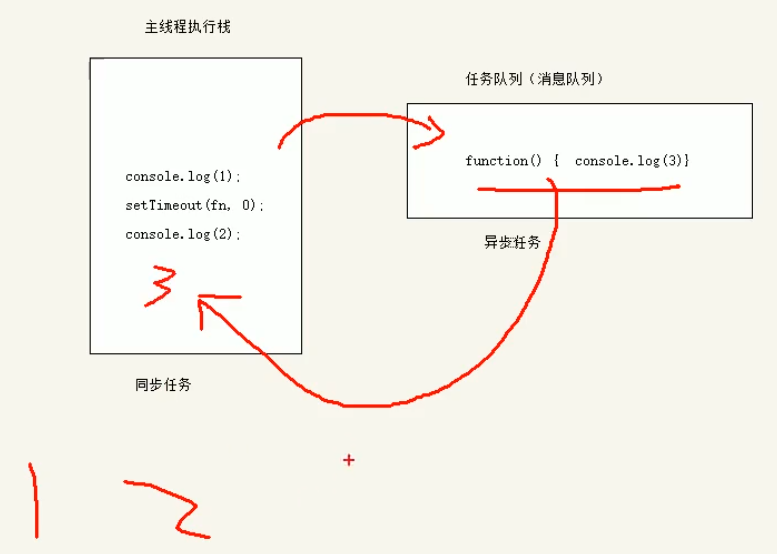 主线程执行栈
console.log(1);
setTimeout(fn, 0);
console.log(2);
3
同步任务
任务队列（消息队列）
function() { console.log(3)}
异步任务
1 2